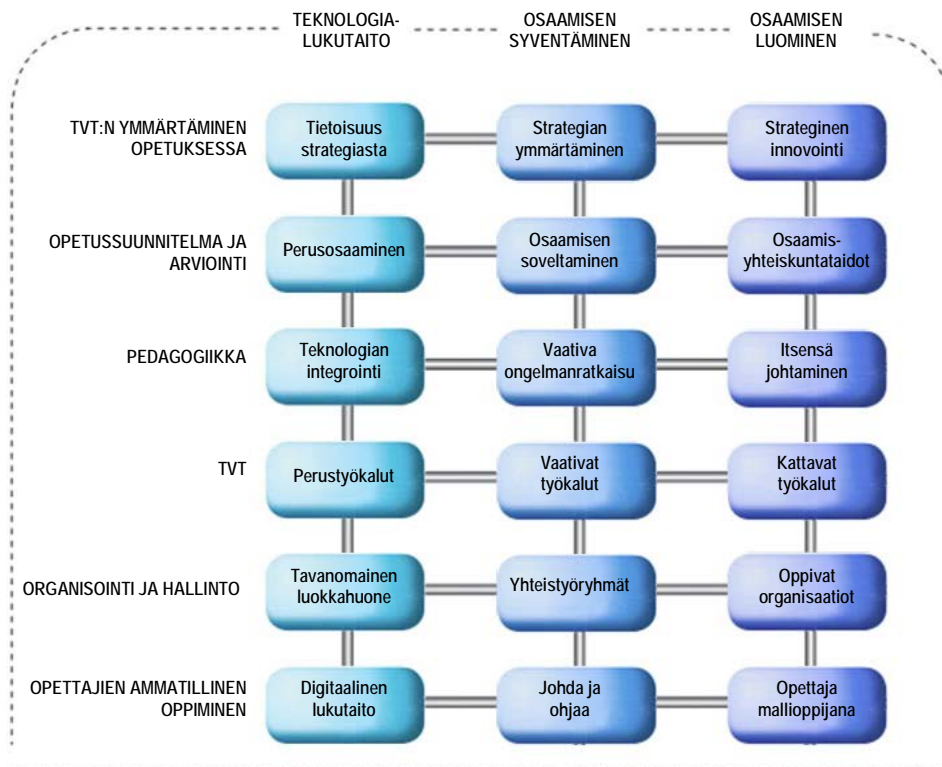 TEKNOLOGIA-
LUKUTAITO
OSAAMISEN
SYVENTÄMINEN
OSAAMISEN
LUOMINEN
TVT:N YMMÄRTÄMINEN
OPETUKSESSA
Tietoisuus
strategiasta
Strategian
ymmärtäminen
Strateginen
innovointi
OPETUSSUUNNITELMA JA
ARVIOINTI
Perusosaaminen
Osaamisen
soveltaminen
Osaamis-
yhteiskuntataidot
PEDAGOGIIKKA
Teknologian
integrointi
Vaativa
ongelmanratkaisu
Itsensä
johtaminen
TVT
Perustyökalut
Vaativat
työkalut
Kattavat
työkalut
ORGANISOINTI JA HALLINTO
Tavanomainen
luokkahuone
Yhteistyöryhmät
Oppivat
organisaatiot
OPETTAJIEN AMMATILLINEN
OPPIMINEN
Digitaalinen
lukutaito
Johda ja
ohjaa
Opettaja
mallioppijana